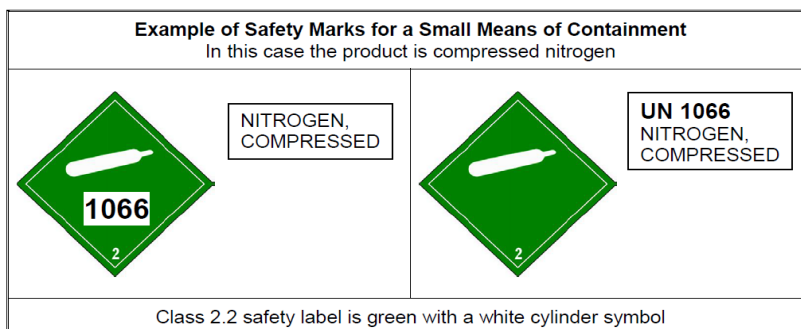 Example of Safety Marks for a Small Means of Containment
In this case the product is compressed nitrogen
1066
2
NITROGEN,
COMPRESSED
2
UN 1066
NITROGEN,
COMPRESSED
Class 2.2 safety label is green with a white cylinder symbol